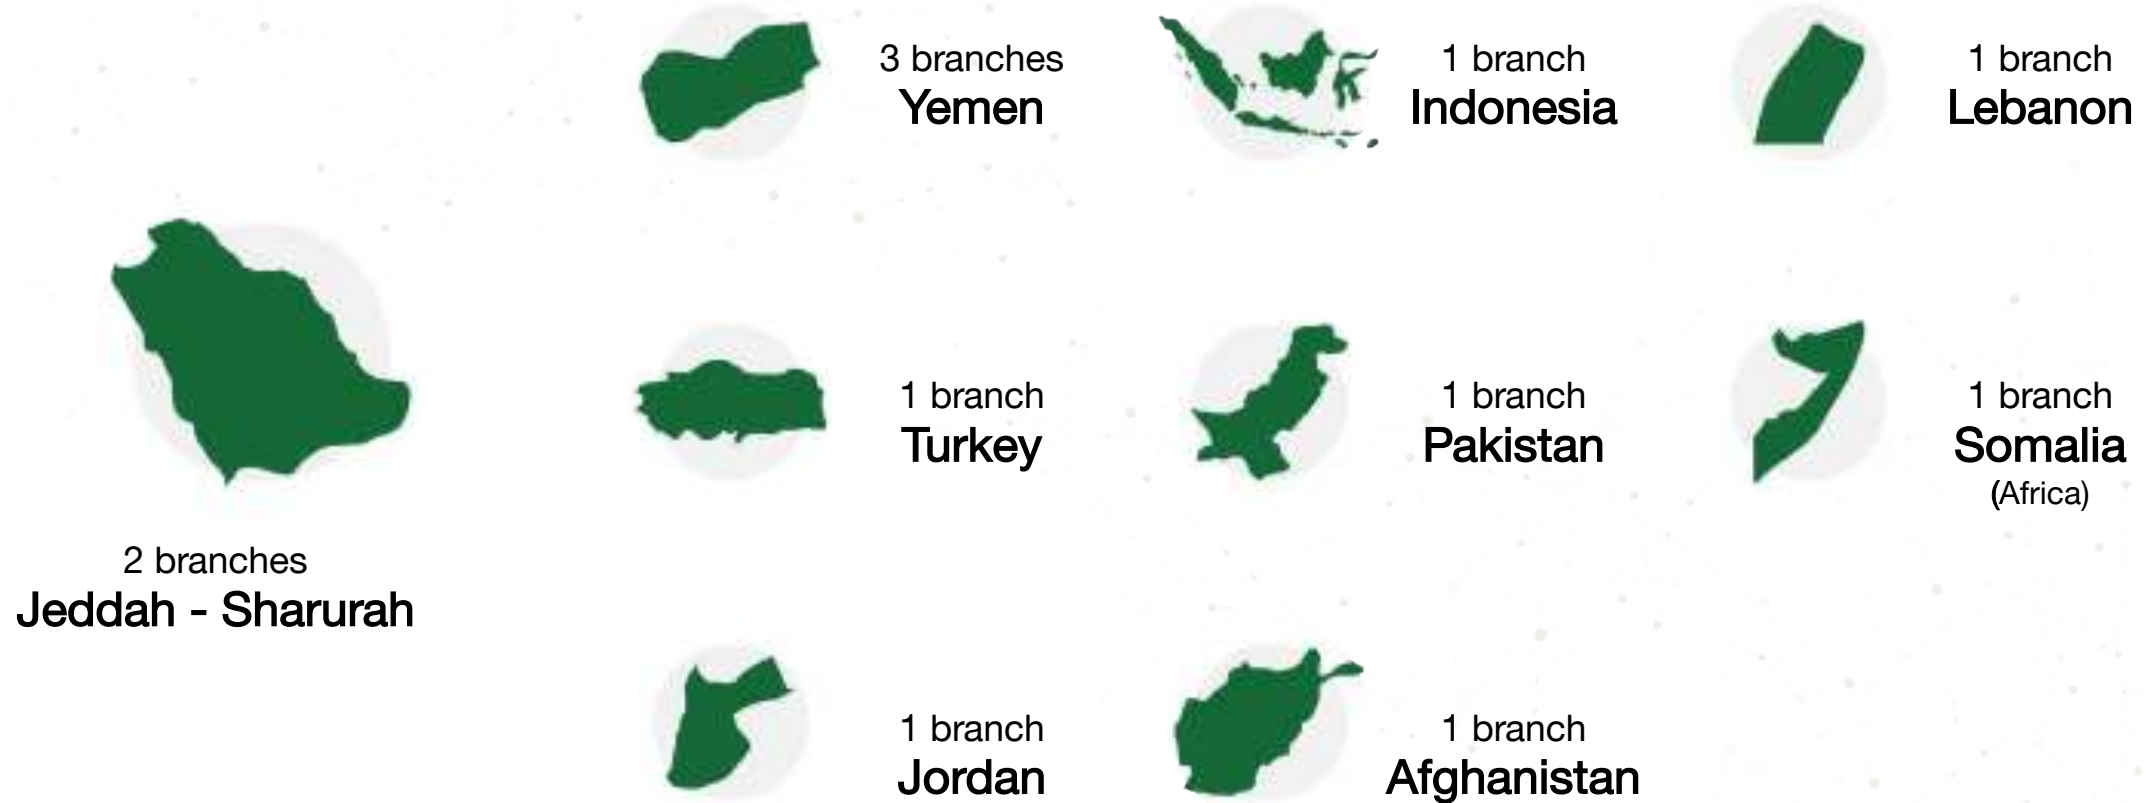 3 branches
Yemen
1 branch
Indonesia
1 branch
Lebanon
2 branches
Jeddah - Sharurah
1 branch
Turkey
1 branch
Pakistan
1 branch
Somalia
(Africa)
1 branch
Jordan
1 branch
Afghanistan